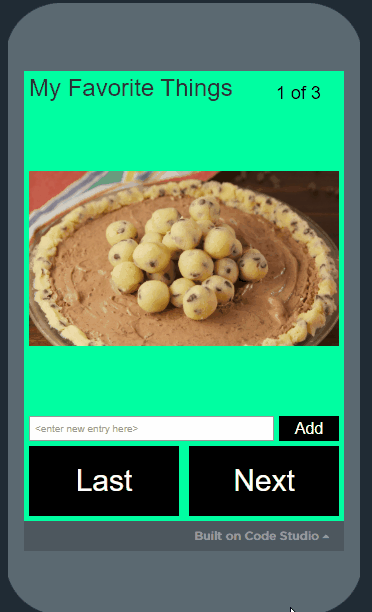 My Favorite Things
1 of 3
<enter new entry here>
Add
Last
Next
Built on Code Studio